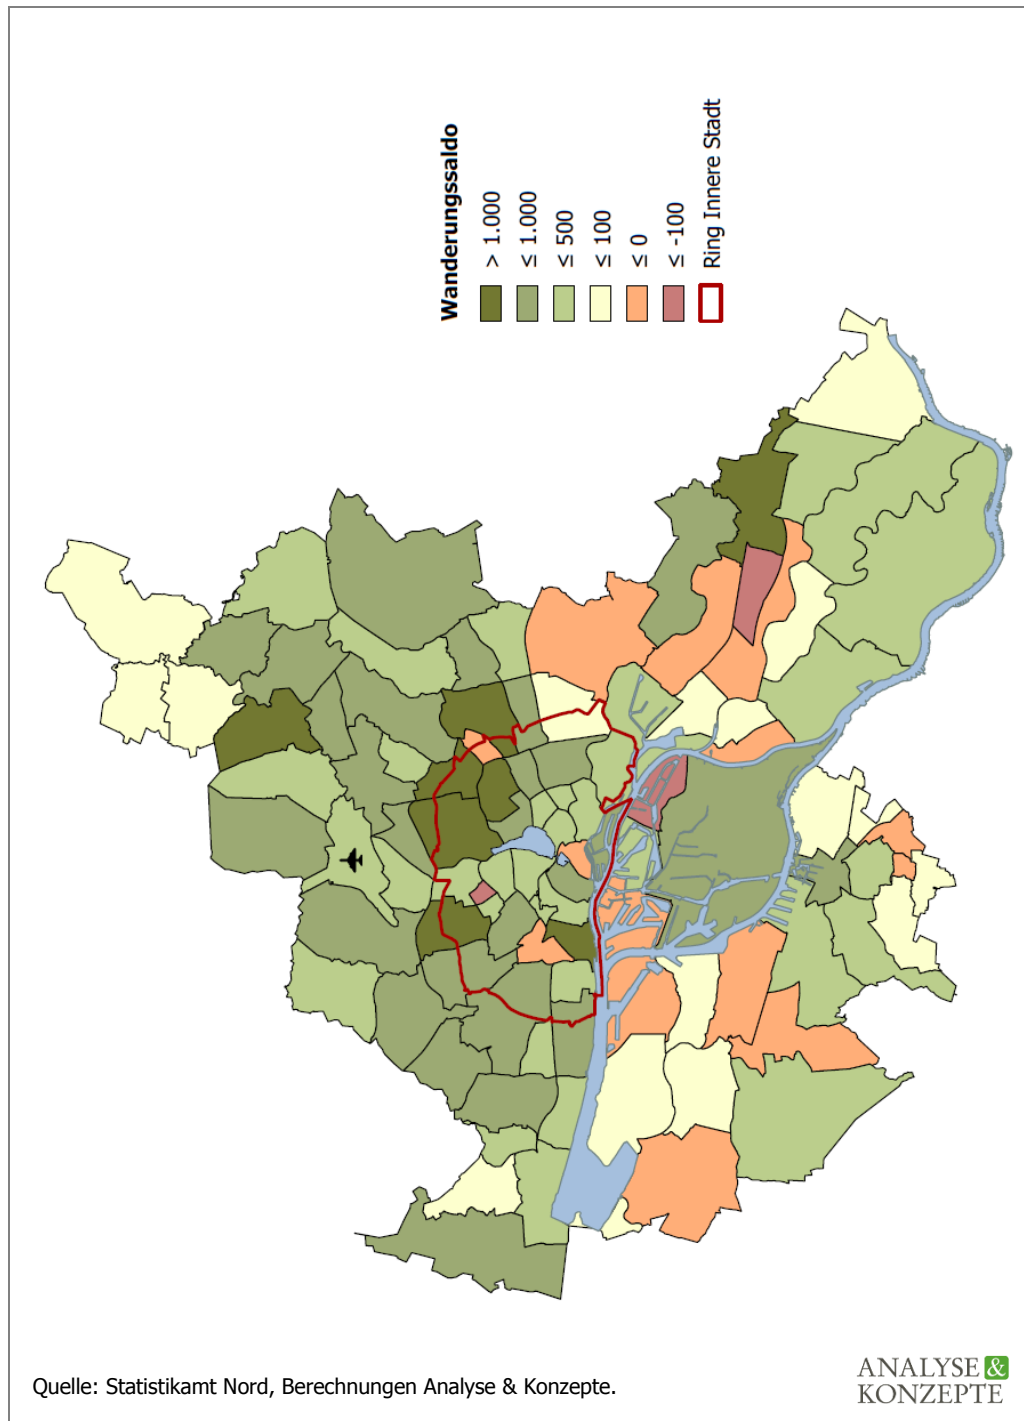 Wanderungssaldo
> 1.000
≤ 1.000
≤ 500
≤ 100
≤ 0
≤ -100
Ring Innere Stadt
Quelle: Statistikamt Nord, Berechnungen Analyse & Konzepte.
ANALYSE &
KONZEPTE